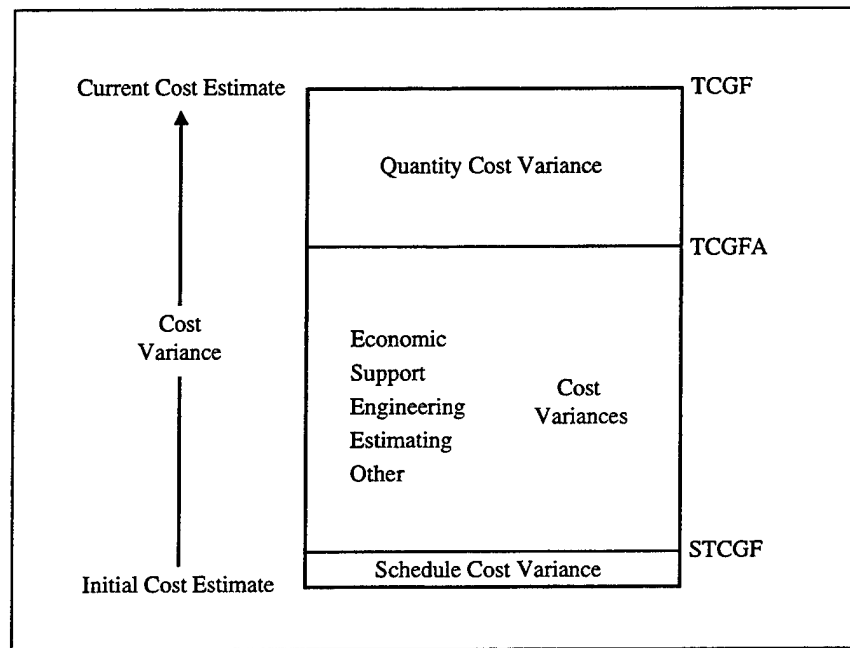 Current Cost Estimate
TCGF
Quantity Cost Variance
TCGFA
Cost
Variance
Economic
Support
Engineering
Estimating
Other
Cost
Variances
STCGF
Schedule Cost Variance
Initial Cost Estimate